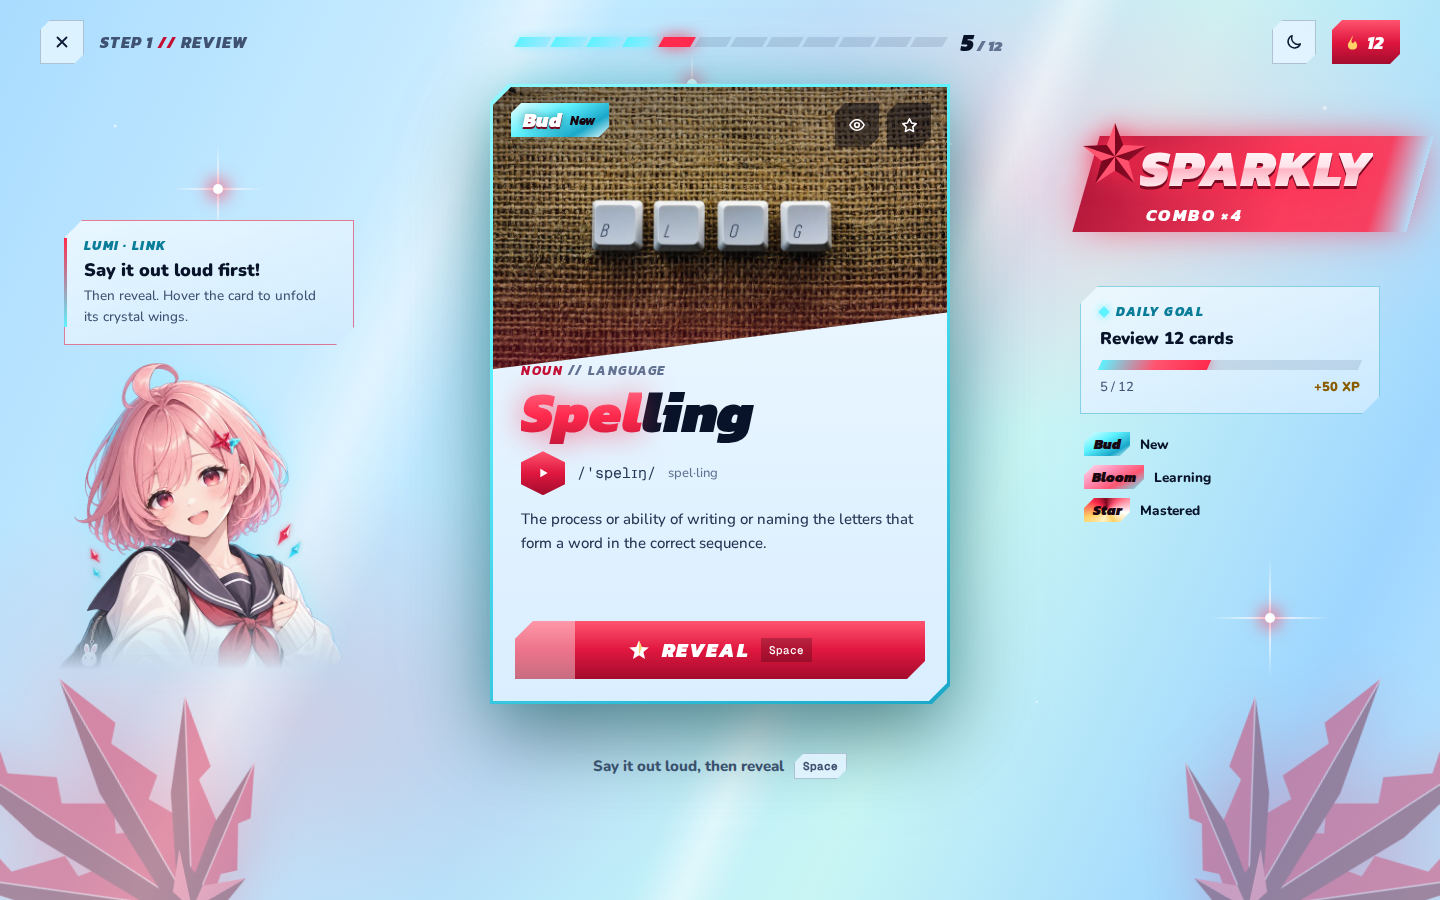 STEP 1 // REVIEW
5 / 12
12
Bud New
B L O G
LUMI · LINK
Say it out loud first!
Then reveal. Hover the card to unfold
its crystal wings.
NOUN // LANGUAGE
Spelling
/ˈspelɪŋ/ spel·ling
The process or ability of writing or naming the letters that
form a word in the correct sequence.
REVEAL Space
Say it out loud, then reveal Space
SPARKLY
COMBO ×4
DAILY GOAL
Review 12 cards
5 / 12 +50 XP
Bud New
Bloom Learning
Star Mastered